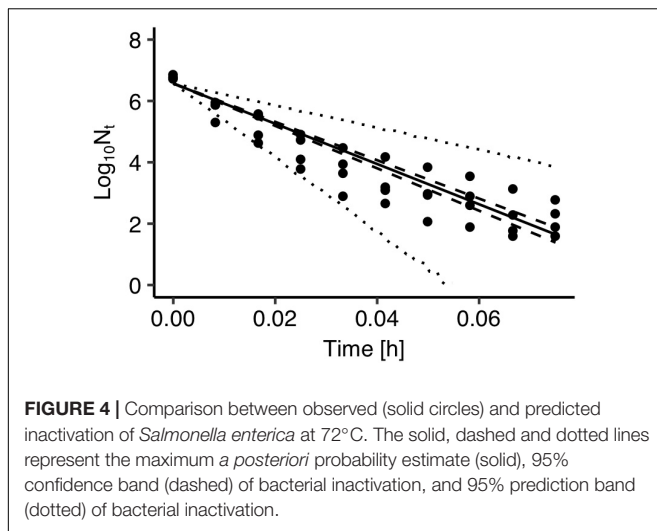 8
6
4
2
0
Log10Nt
0.00 0.02 0.04 0.06
Time [h]
FIGURE 4 | Comparison between observed (solid circles) and predicted
inactivation of Salmonella enterica at 72°C. The solid, dashed and dotted lines
represent the maximum a posteriori probability estimate (solid), 95%
confidence band (dashed) of bacterial inactivation, and 95% prediction band
(dotted) of bacterial inactivation.